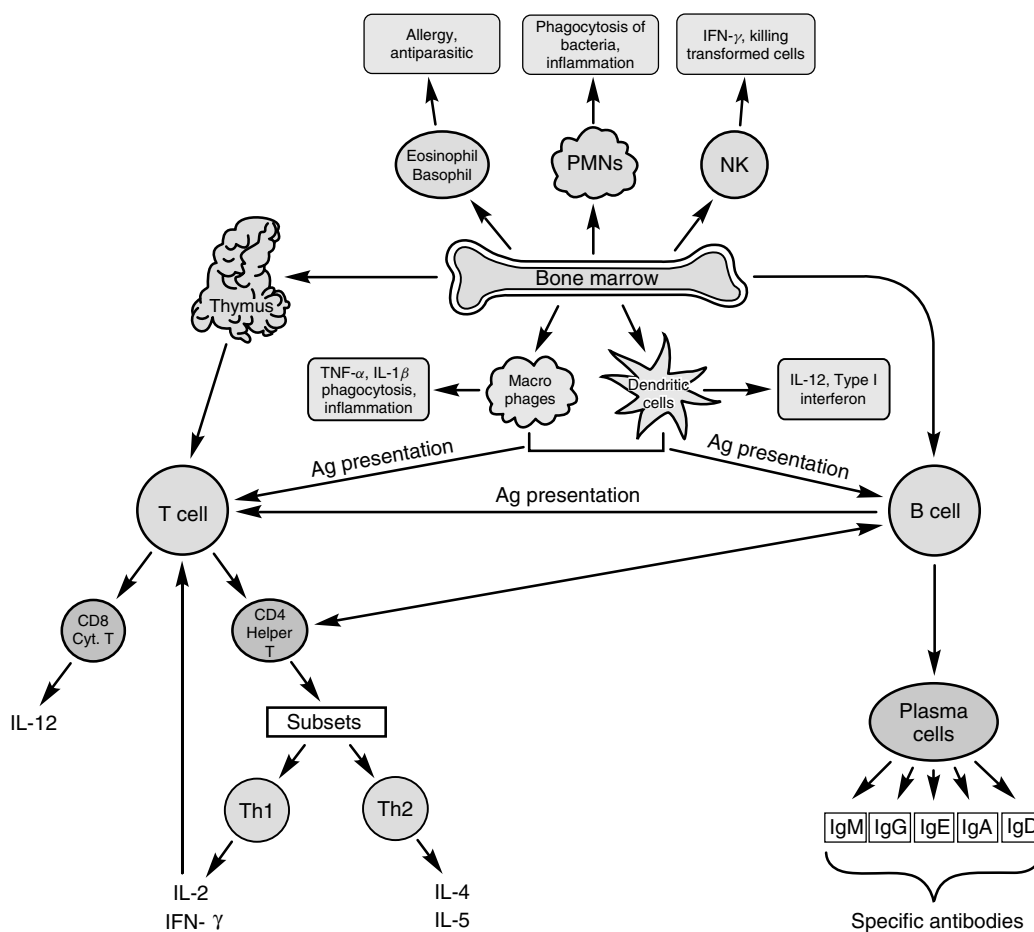 Allergy,
antiparasitic
Phagocytosis of
bacteria,
inflammation
IFN-γ, killing
transformed cells
Eosinophil
Basophil
PMNs
NK
Bone marrow
Thymus
TNF-α, IL-1β
phagocytosis,
inflammation
Macro
phages
Dendritic
cells
IL-12, Type I
interferon
Ag presentation
Ag presentation
Ag presentation
T cell
B cell
CD8
Cyt. T
CD4
Helper
T
IL-12
Subsets
Plasma
cells
Th1
Th2
IgM IgG IgE IgA IgD
IL-2
IFN- γ
IL-4
IL-5
Specific antibodies